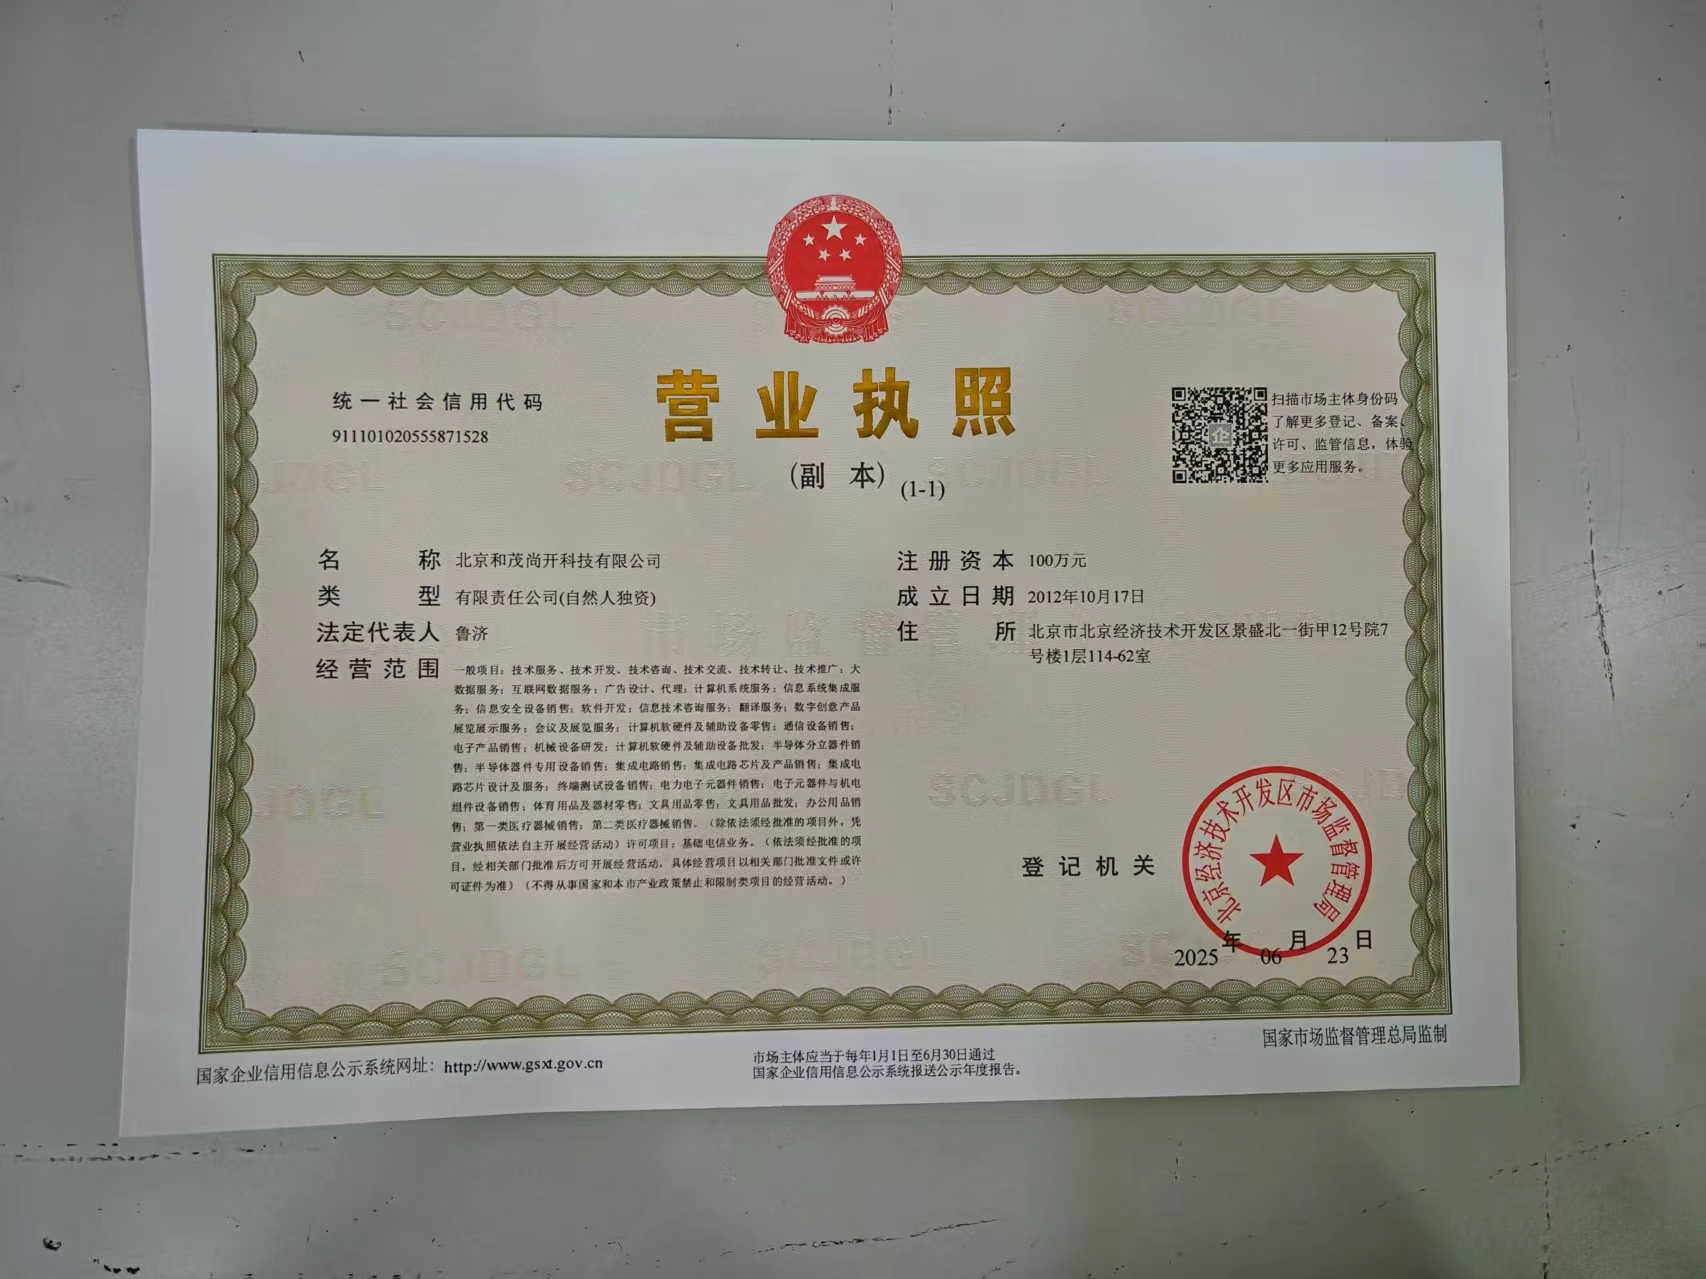 统一社会信用代码
911101020555871528
营业执照
(副 本) (1-1)
扫描市场主体身份码
了解更多登记、备案、
许可、监管信息，体验
更多应用服务。
名 称 北京和茂尚开科技有限公司
类 型 有限责任公司(自然人独资)
法定代表人 鲁济
经营范围 一般项目：技术服务、技术开发、技术咨询、技术交流、技术转让、技术推广；大
数据服务；互联网数据服务；广告设计、代理；计算机系统服务；信息系统集成服
务；信息安全设备销售；软件开发；信息技术咨询服务；翻译服务；数字创意产品
展览展示服务；会议及展览服务；计算机软硬件及辅助设备零售；通信设备销售；
电子产品销售；机械设备研发；计算机软硬件及辅助设备批发；半导体分立器件销
售；半导体器件专用设备销售；集成电路销售；集成电路芯片及产品销售；集成电
路芯片设计及服务；终端测试设备销售；电力电子元器件销售；电子元器件与机电
组件设备销售；体育用品及器材零售；文具用品零售；文具用品批发；办公用品销
售；第一类医疗器械销售；第二类医疗器械销售。（除依法须经批准的项目外，凭
营业执照依法自主开展经营活动）许可项目：基础电信业务。（依法须经批准的项
目，经相关部门批准后方可开展经营活动，具体经营项目以相关部门批准文件或许
可证件为准）（不得从事国家和本市产业政策禁止和限制类项目的经营活动。）
注册资本 100万元
成立日期 2012年10月17日
住 所 北京市北京经济技术开发区景盛北一街甲12号院7
号楼1层114-62室
登记机关
北京经济技术开发区市场监督管理局
2025年06月23日
国家企业信用信息公示系统网址：http://www.gsxt.gov.cn
市场主体应当于每年1月1日至6月30日通过
国家企业信用信息公示系统报送公示年度报告。
国家市场监督管理总局监制